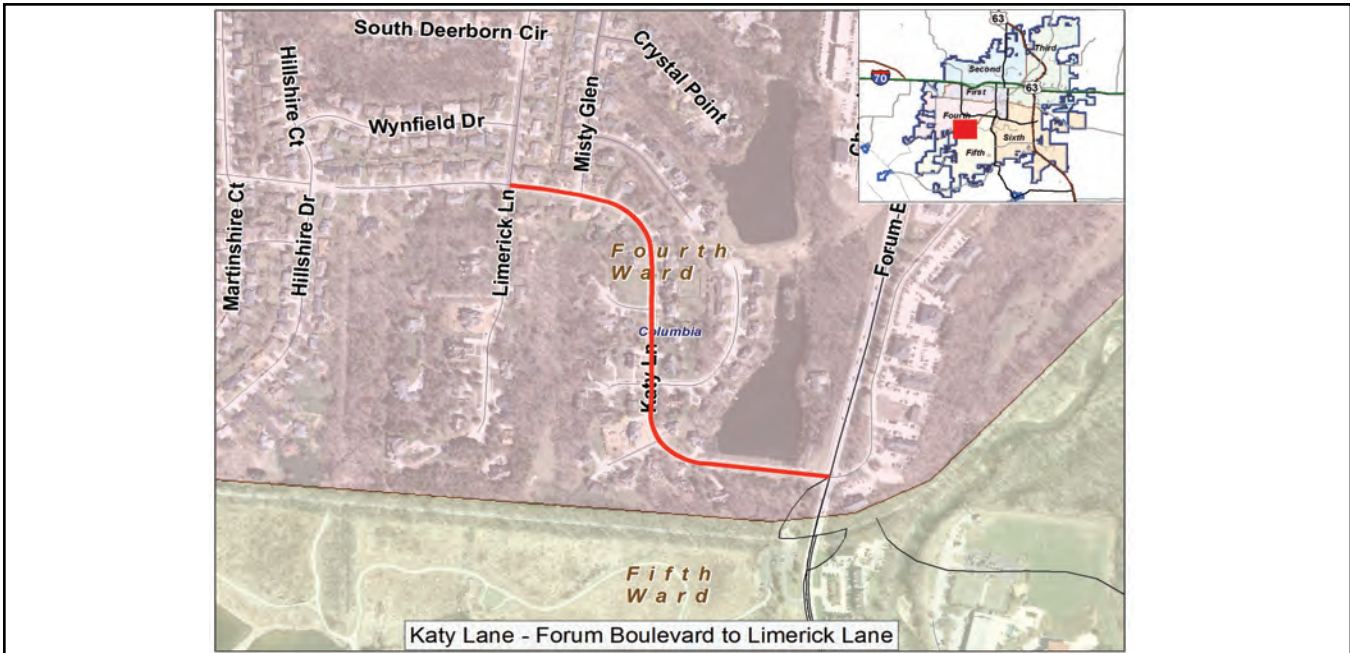 South Deerborn Cir
Crystal Point
Hillshire Ct
Misty Glen
Wynfield Dr
Martinshire Ct
Hillshire Dr
Limerick Ln
Forum
Fourth
Ward
Columbia
Katy Ln
Fifth
Ward
63
Third
Second
70
63
First
Fourth
Sixth
Fifth
Katy Lane - Forum Boulevard to Limerick Lane